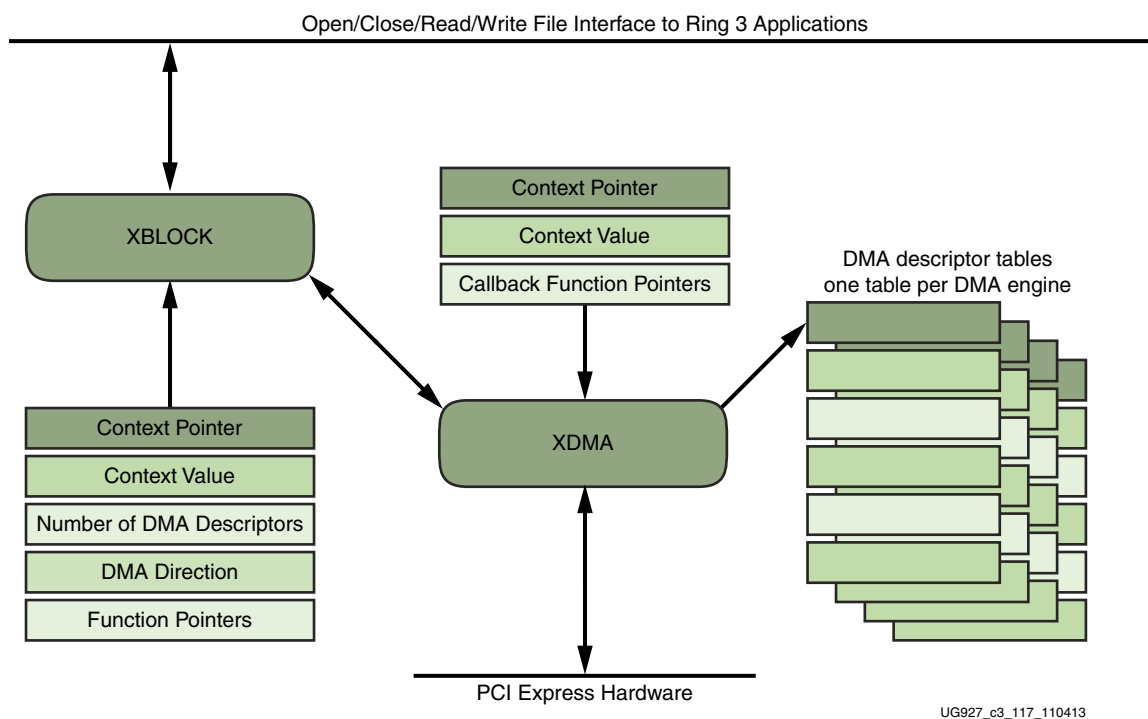 Open/Close/Read/Write File Interface to Ring 3 Applications
XBLOCK
Context Pointer
Context Value
Callback Function Pointers
DMA descriptor tables
one table per DMA engine
Context Pointer
Context Value
Number of DMA Descriptors
DMA Direction
Function Pointers
XDMA
PCI Express Hardware
UG927_c3_117_110413